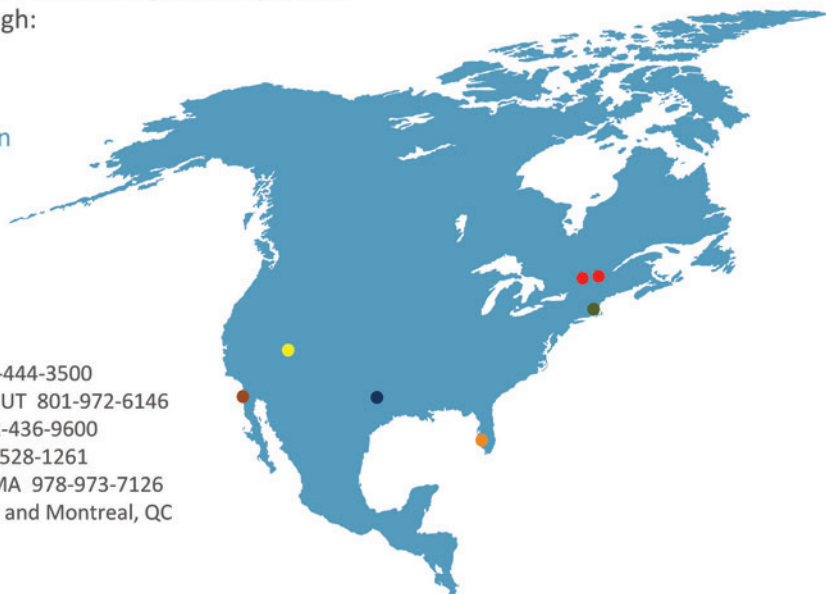 gh:
n
-444-3500
UT 801-972-6146
-436-9600
528-1261
MA 978-973-7126
and Montreal, QC